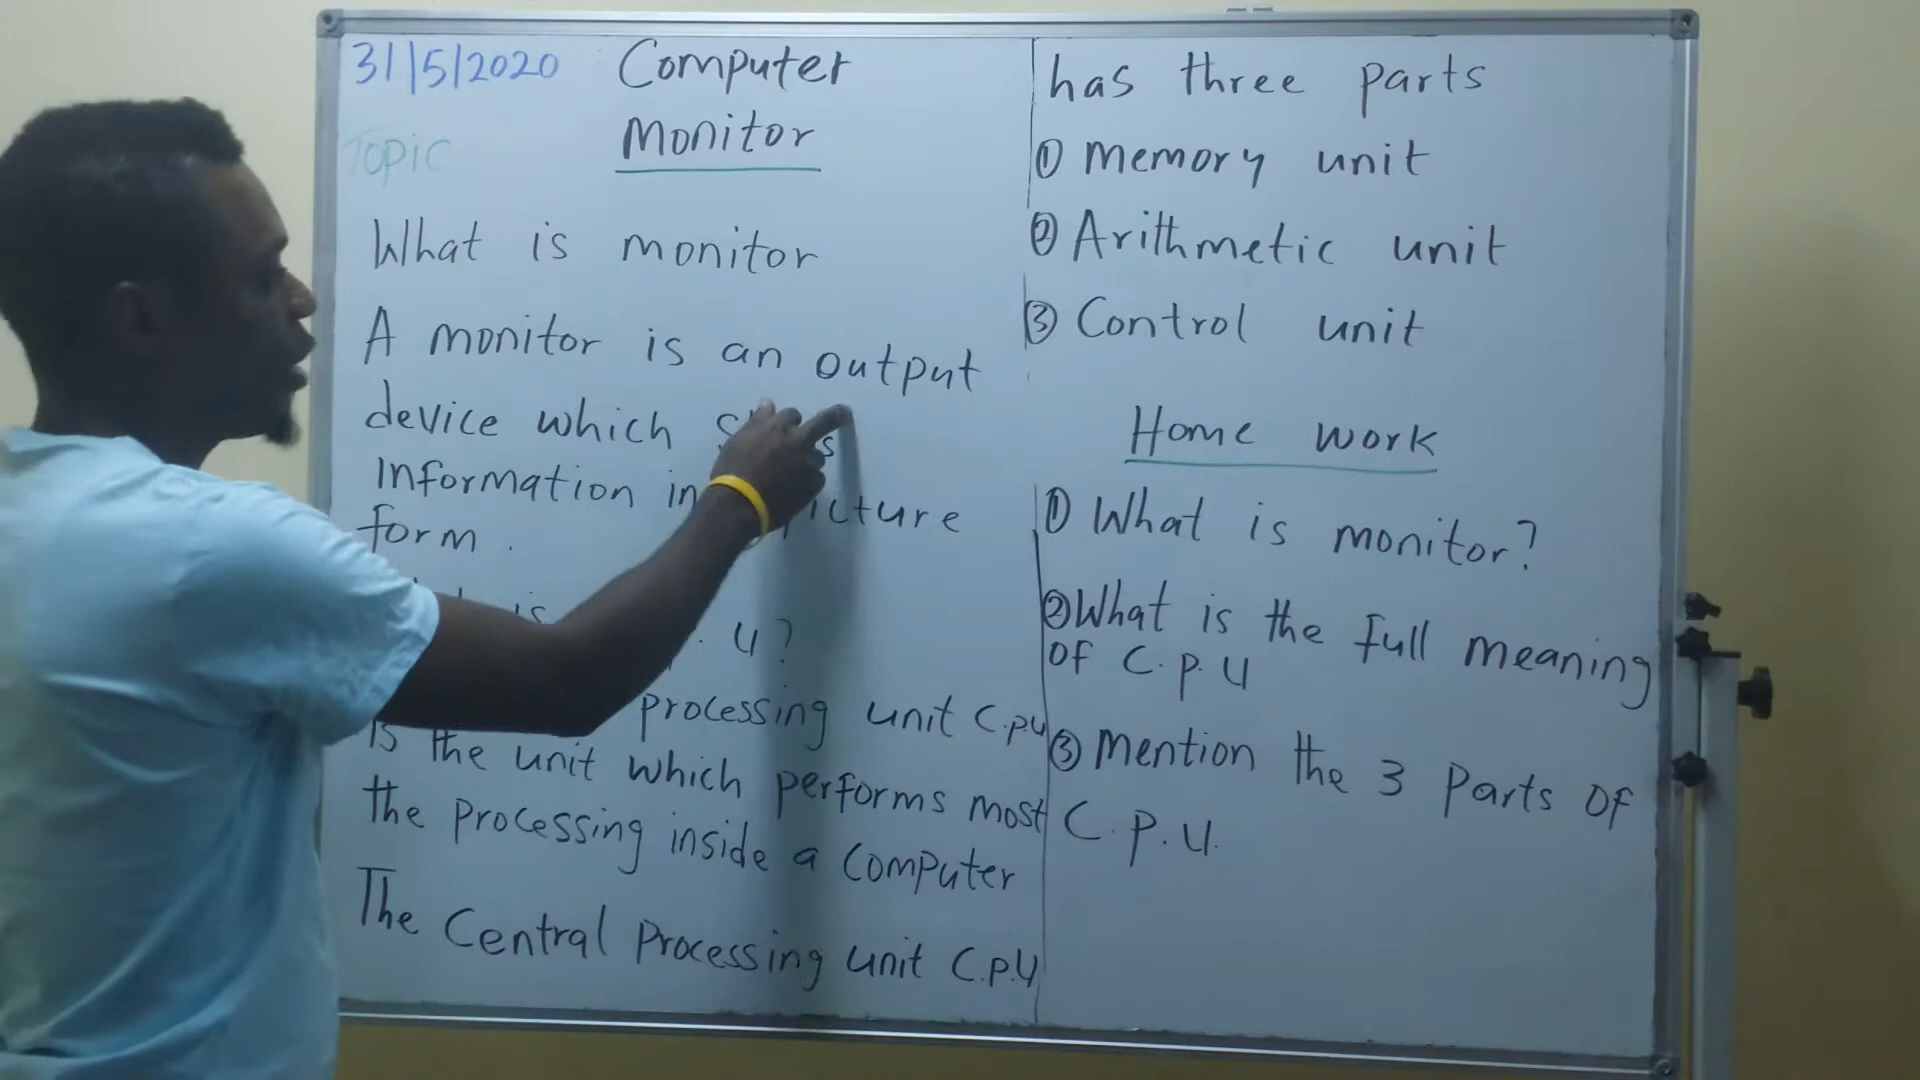 31/5/2020 Computer
Topic Monitor
What is monitor
A monitor is an output
device which
information in picture
form.
is U?
processing unit C.P.U
is the unit which performs most
the processing inside a computer
The Central Processing unit C.P.U
has three parts
① Memory unit
② Arithmetic unit
③ Control unit
Home work
① What is monitor?
② What is the full meaning
of C.P.U
③ Mention the 3 parts of
C.P.U.